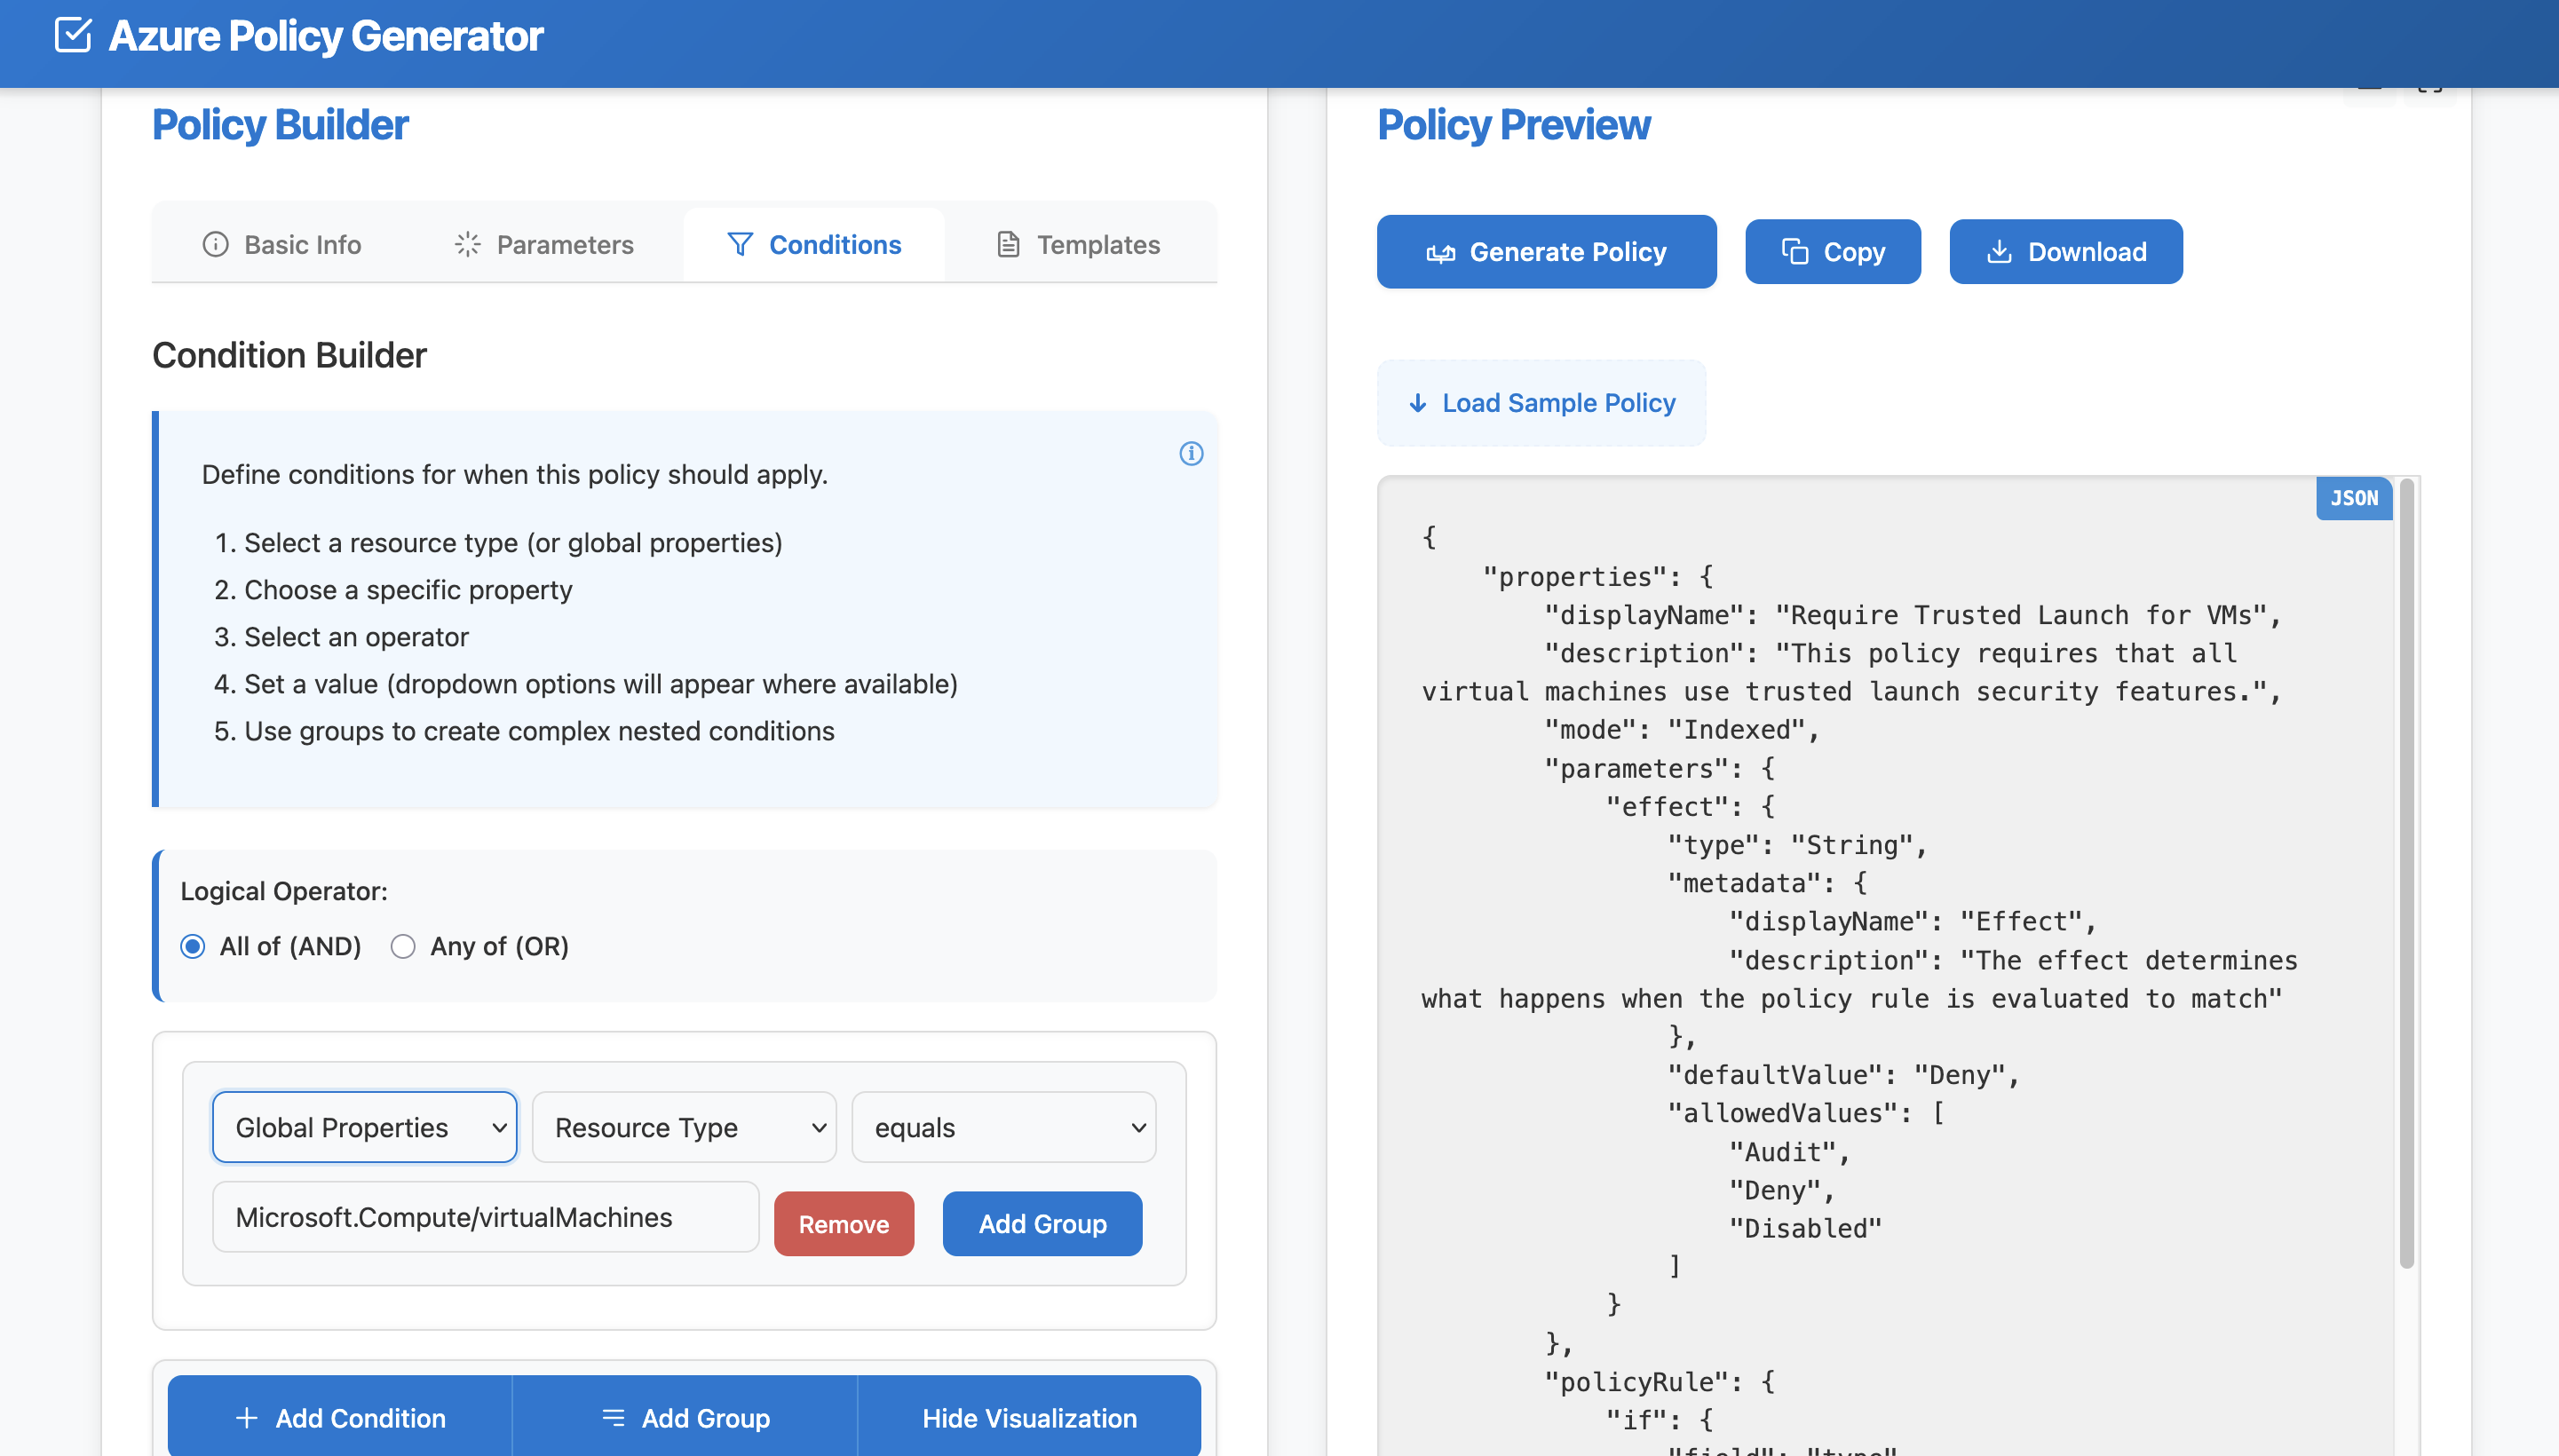 Azure Policy Generator
Policy Builder
Basic Info
Parameters
Conditions
Templates
Condition Builder
Define conditions for when this policy should apply.
1. Select a resource type (or global properties)
2. Choose a specific property
3. Select an operator
4. Set a value (dropdown options will appear where available)
5. Use groups to create complex nested conditions
Logical Operator:
All of (AND)
Any of (OR)
Global Properties
Resource Type
equals
Microsoft.Compute/virtualMachines
Remove
Add Group
Add Condition
Add Group
Hide Visualization
Policy Preview
Generate Policy
Copy
Download
Load Sample Policy
JSON
{
"properties": {
"displayName": "Require Trusted Launch for VMs",
"description": "This policy requires that all
virtual machines use trusted launch security features.",
"mode": "Indexed",
"parameters": {
"effect": {
"type": "String",
"metadata": {
"displayName": "Effect",
"description": "The effect determines
what happens when the policy rule is evaluated to match"
},
"defaultValue": "Deny",
"allowedValues": [
"Audit",
"Deny",
"Disabled"
]
}
},
"policyRule": {
"if": {
"field": "type"